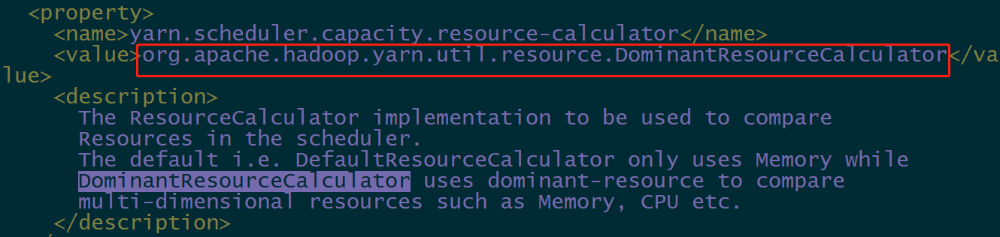 <property>
<name>yarn.scheduler.capacity.resource-calculator</name>
<value>org.apache.hadoop.yarn.util.resource.DominantResourceCalculator</va
lue>
<description>
The ResourceCalculator implementation to be used to compare
Resources in the scheduler.
The default i.e. DefaultResourceCalculator only uses Memory while
DominantResourceCalculator uses dominant-resource to compare
multi-dimensional resources such as Memory, CPU etc.
</description>